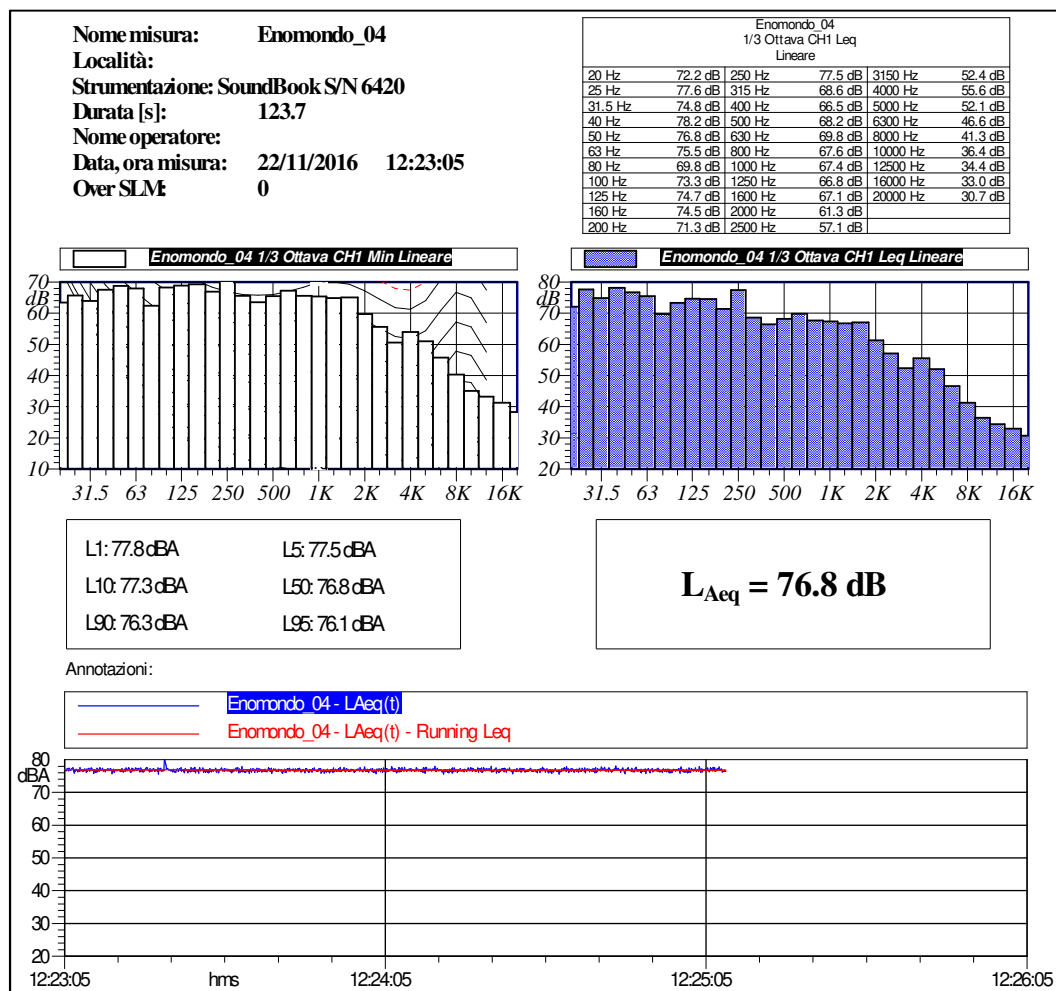 Nome misura: Enomondo_04
Località:
Strumentazione: SoundBook S/N 6420
Durata [s]: 123.7
Nome operatore:
Data, ora misura: 22/11/2016 12:23:05
Over SLM: 0
Enomondo_04
1/3 Ottava CH1 Leq
Lineare
20 Hz 72.2 dB 250 Hz 77.5 dB 3150 Hz 52.4 dB
25 Hz 77.6 dB 315 Hz 68.6 dB 4000 Hz 55.6 dB
31.5 Hz 74.8 dB 400 Hz 66.5 dB 5000 Hz 52.1 dB
40 Hz 78.2 dB 500 Hz 68.2 dB 6300 Hz 46.6 dB
50 Hz 76.8 dB 630 Hz 69.8 dB 8000 Hz 41.3 dB
63 Hz 75.5 dB 800 Hz 67.6 dB 10000 Hz 36.4 dB
80 Hz 69.8 dB 1000 Hz 67.4 dB 12500 Hz 34.4 dB
100 Hz 73.3 dB 1250 Hz 66.8 dB 16000 Hz 33.0 dB
125 Hz 74.7 dB 1600 Hz 67.1 dB 20000 Hz 30.7 dB
160 Hz 74.5 dB 2000 Hz 61.3 dB
200 Hz 71.3 dB 2500 Hz 57.1 dB
Enomondo_04 1/3 Ottava CH1 Min Lineare
70
dB
60
50
40
30
20
10
31.5 63 125 250 500 1K 2K 4K 8K 16K
Enomondo_04 1/3 Ottava CH1 Leq Lineare
80
dB
70
60
50
40
30
20
31.5 63 125 250 500 1K 2K 4K 8K 16K
L1: 77.8 dBA L5: 77.5 dBA
L10: 77.3 dBA L50: 76.8 dBA
L90: 76.3 dBA L95: 76.1 dBA
LAeq = 76.8 dB
Annotazioni:
Enomondo_04 - LAeq(t)
Enomondo_04 - LAeq(t) - Running Leq
80
dBA
70
60
50
40
30
20
12:23:05 hms 12:24:05 12:25:05 12:26:05